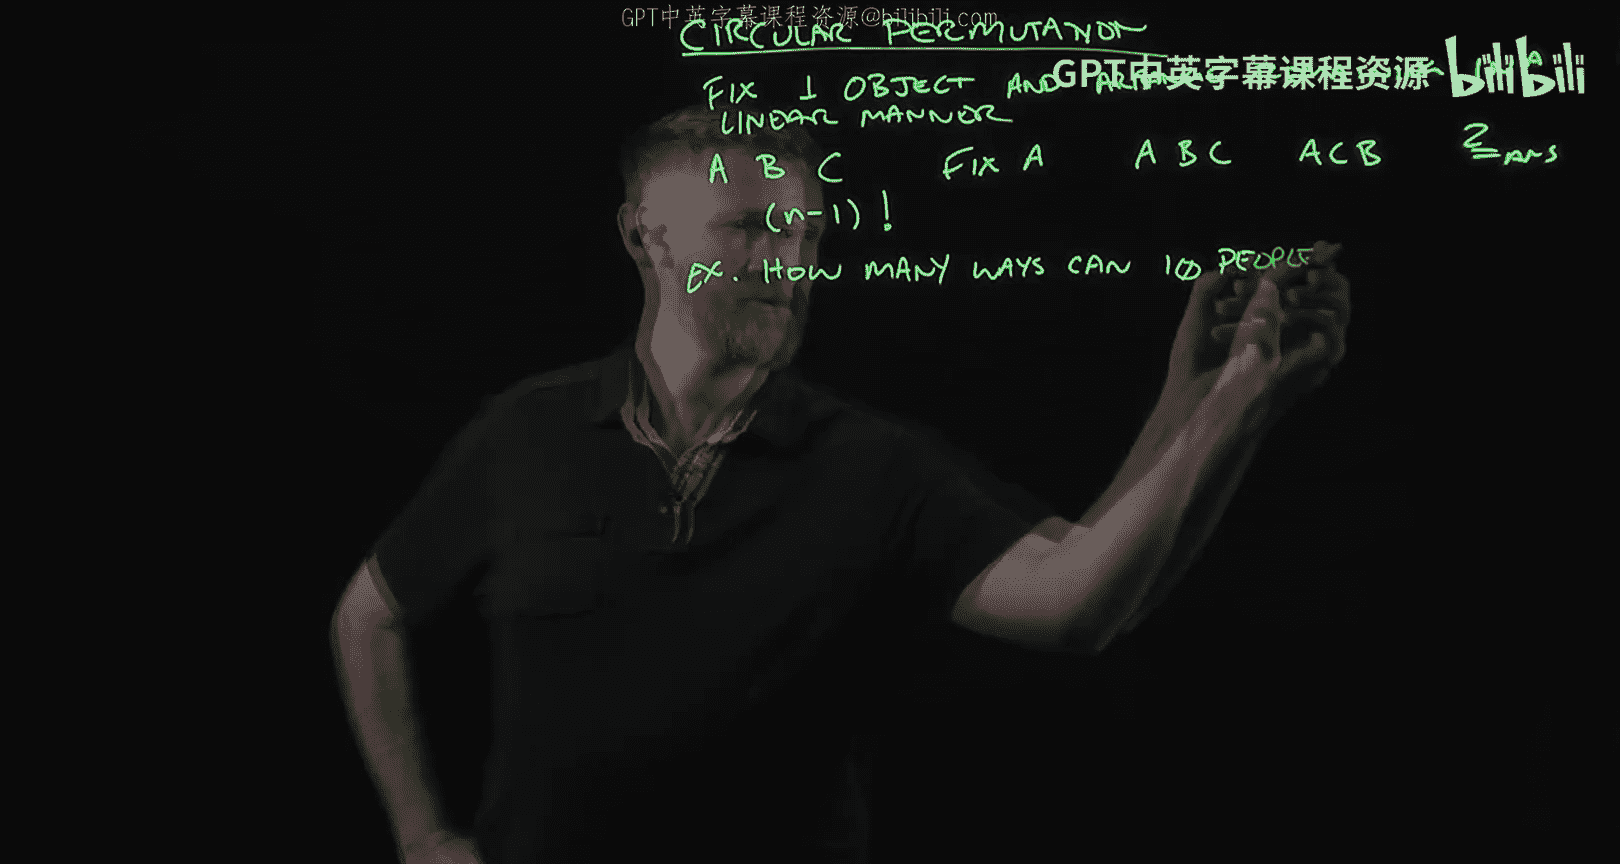 GPT中英字幕课程资源@bilibili.com
CIRCULAR PERMUTATION
GPT中英字幕课程资源 bilibili
FIX 1 OBJECT AND
LINEAR MANNER
A B C FIX A A B C A C B 2 ANS
(n-1)!
EX. HOW MANY WAYS CAN 10 PEOPLE